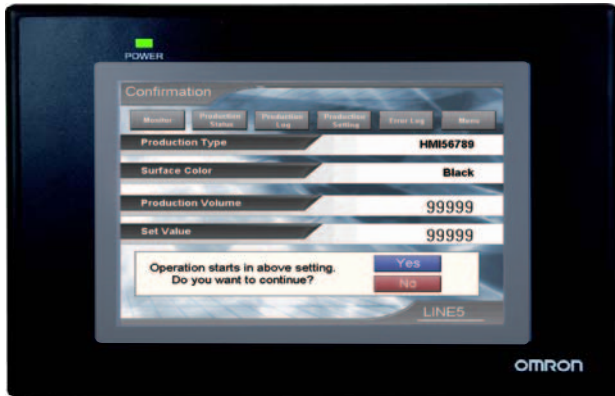 POWER
Confirmation
Monitor
Production
Status
Production
Log
Production
Setting
Error Log
Menu
Production Type HMI56789
Surface Color Black
Production Volume 99999
Set Value 99999
Operation starts in above setting.
Do you want to continue?
Yes
No
LINE5
OMRON